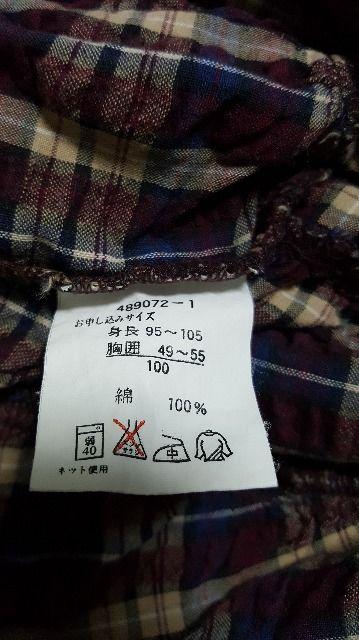 489072-1
お申し込みサイズ
身長 95~105
胸囲 49~55
100
綿 100%
弱
40
中
ネット使用